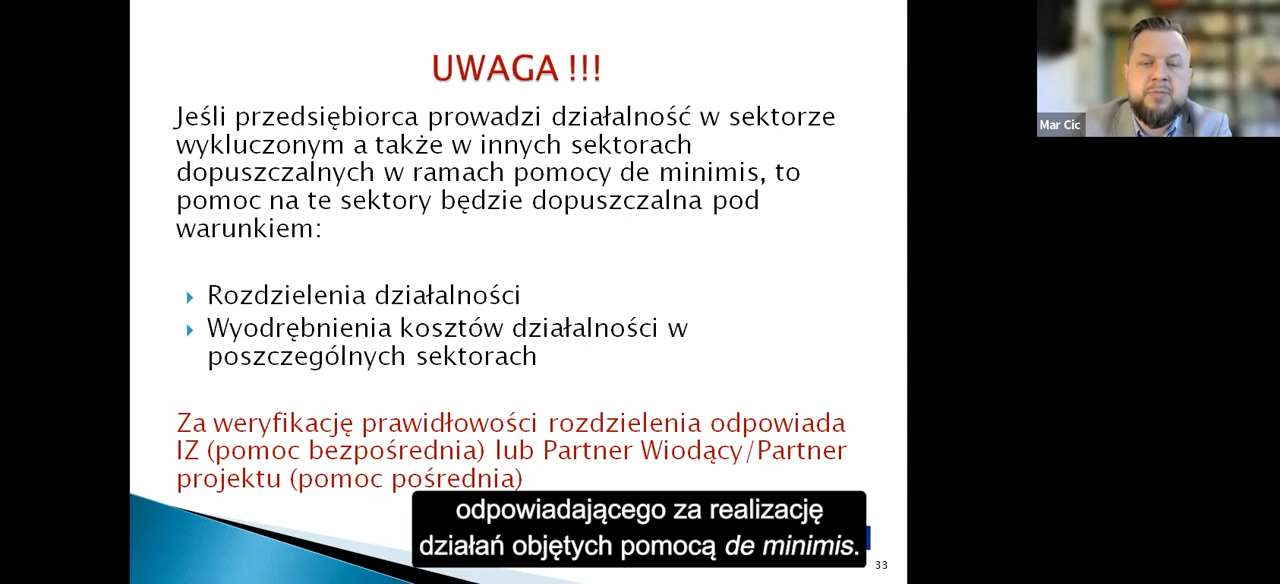 UWAGA !!!
Jeśli przedsiębiorca prowadzi działalność w sektorze
wykluczonym a także w innych sektorach
dopuszczalnych w ramach pomocy de minimis, to
pomoc na te sektory będzie dopuszczalna pod
warunkiem:
Rozdzielenia działalności
Wyodrębnienia kosztów działalności w
poszczególnych sektorach
Za weryfikację prawidłowości rozdzielenia odpowiada
IZ (pomoc bezpośrednia) lub Partner Wiodący/Partner
projektu (pomoc pośrednia)
odpowiadającego za realizację
działań objętych pomocą de minimis.
33
Mar Cic